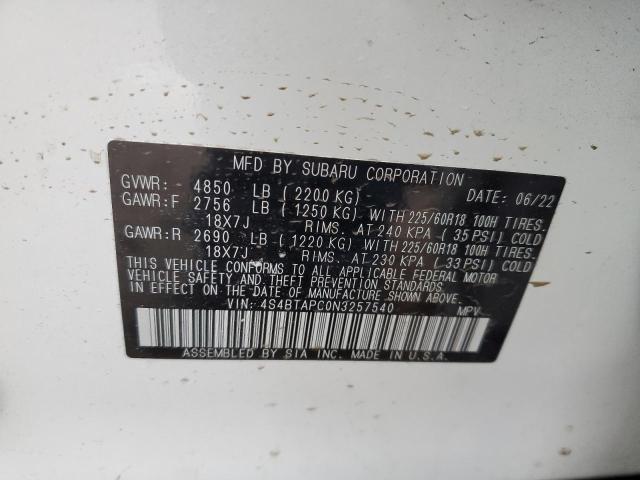 MFD BY SUBARU CORPORATION
GVWR: 4850 LB (2200 KG) DATE: 06/22
GAWR:F 2756 LB (1250 KG) WITH 225/60R18 100H TIRES.
18X7J RIMS. AT 240 KPA (35 PSI) COLD
GAWR:R 2690 LB (1220 KG) WITH 225/60R18 100H TIRES.
18X7J RIMS. AT 230 KPA (33 PSI) COLD
THIS VEHICLE CONFORMS TO ALL APPLICABLE FEDERAL MOTOR
VEHICLE SAFETY AND THEFT PREVENTION STANDARDS
IN EFFECT ON THE DATE OF MANUFACTURE SHOWN ABOVE.
VIN: 4S4BTAPC0N3257540 MPV
ASSEMBLED BY SIA INC. MADE IN U.S.A.